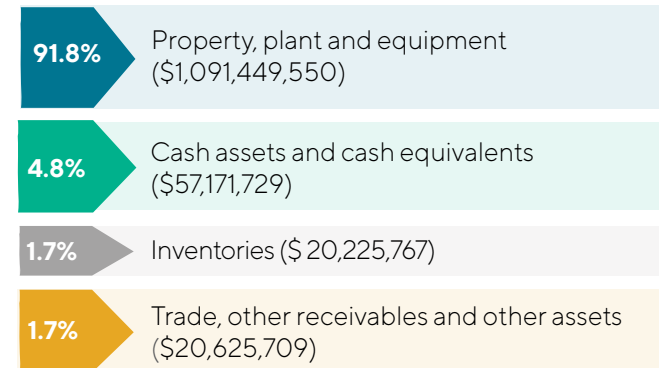 91.8%
Property, plant and equipment
($1,091,449,550)
4.8%
Cash assets and cash equivalents
($57,171,729)
1.7%
Inventories ($ 20,225,767)
1.7%
Trade, other receivables and other assets
($20,625,709)